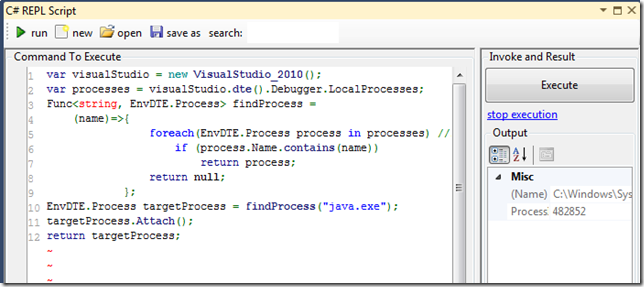 C# REPL Script
run new open save as search:
Command To Execute
1 var visualStudio = new VisualStudio_2010();
2 var processes = visualStudio.dte().Debugger.LocalProcesses;
3 Func<string, EnvDTE.Process> findProcess =
4 (name)=>{
5 foreach(EnvDTE.Process process in processes) //
6 if (process.Name.contains(name))
7 return process;
8 return null;
9 };
10 EnvDTE.Process targetProcess = findProcess("java.exe");
11 targetProcess.Attach();
12 return targetProcess;
~
~
~
Invoke and Result
Execute
stop execution
Output
Misc
(Name) C:\Windows\Sys
Process 482852